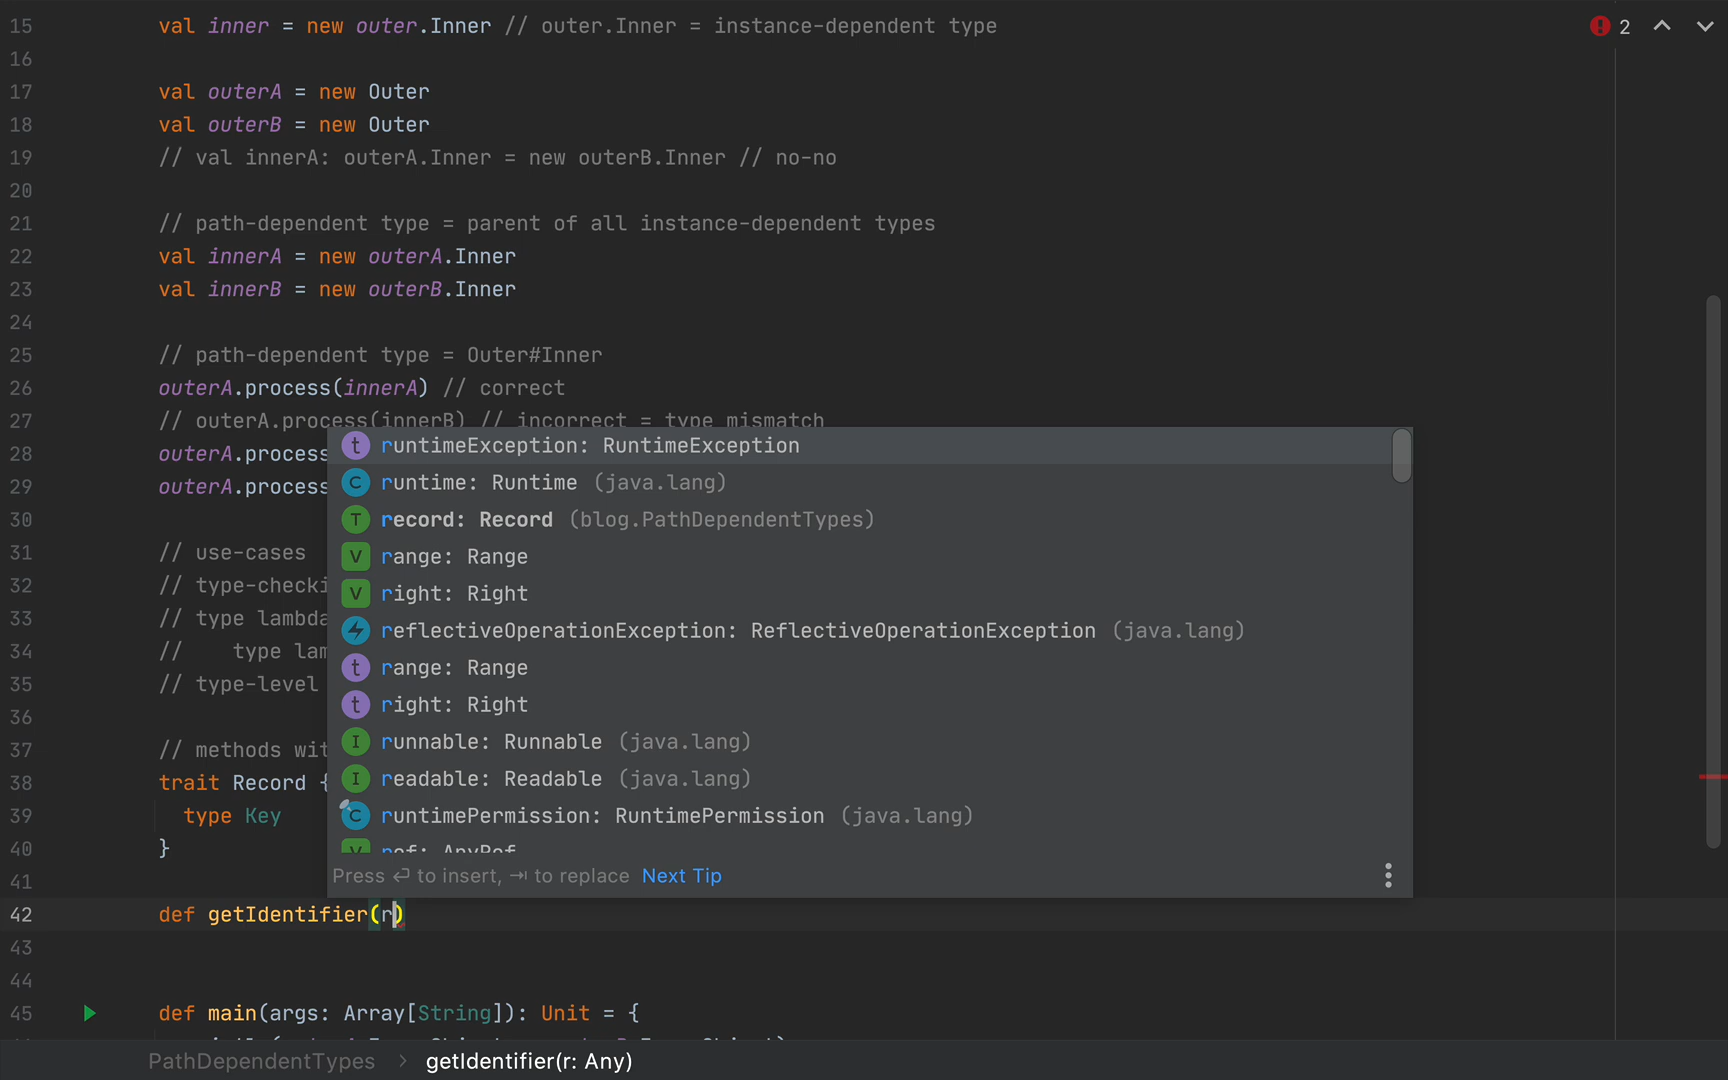 15 val inner = new outer.Inner // outer.Inner = instance-dependent type
2
16
17 val outerA = new Outer
18 val outerB = new Outer
19 // val innerA: outerA.Inner = new outerB.Inner // no-no
20
21 // path-dependent type = parent of all instance-dependent types
22 val innerA = new outerA.Inner
23 val innerB = new outerB.Inner
24
25 // path-dependent type = Outer#Inner
26 outerA.process(innerA) // correct
27 // outerA.process(innerB) // incorrect = type mismatch
28 outerA.process
29 outerA.process
30
31 // use-cases
32 // type-checki
33 // type lambda
34 // type lam
35 // type-level
36
37 // methods wit
38 trait Record {
39 type Key
40 }
41
42 def getIdentifier(r)
43
44
45 def main(args: Array[String]): Unit = {
t runtimeException: RuntimeException
C runtime: Runtime (java.lang)
T record: Record (blog.PathDependentTypes)
V range: Range
V right: Right
reflectiveOperationException: ReflectiveOperationException (java.lang)
t range: Range
t right: Right
I runnable: Runnable (java.lang)
I readable: Readable (java.lang)
C runtimePermission: RuntimePermission (java.lang)
V ref: AnyRef
Press ⏎ to insert, ⇥ to replace Next Tip
PathDependentTypes > getIdentifier(r: Any)